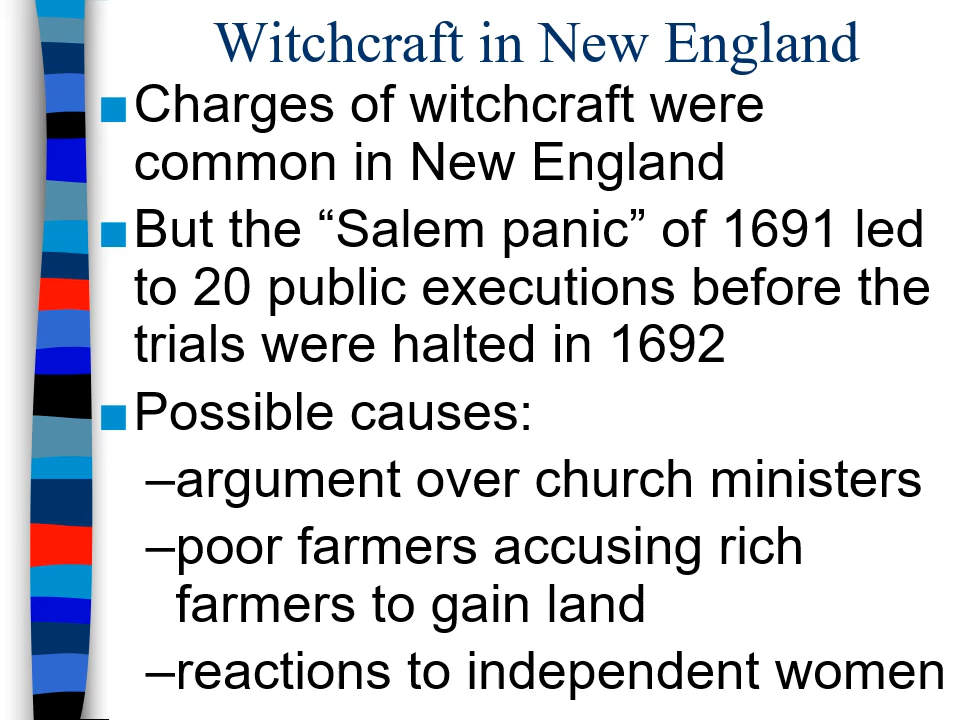 Witchcraft in New England
■Charges of witchcraft were
common in New England
■But the “Salem panic” of 1691 led
to 20 public executions before the
trials were halted in 1692
■Possible causes:
–argument over church ministers
–poor farmers accusing rich
farmers to gain land
–reactions to independent women